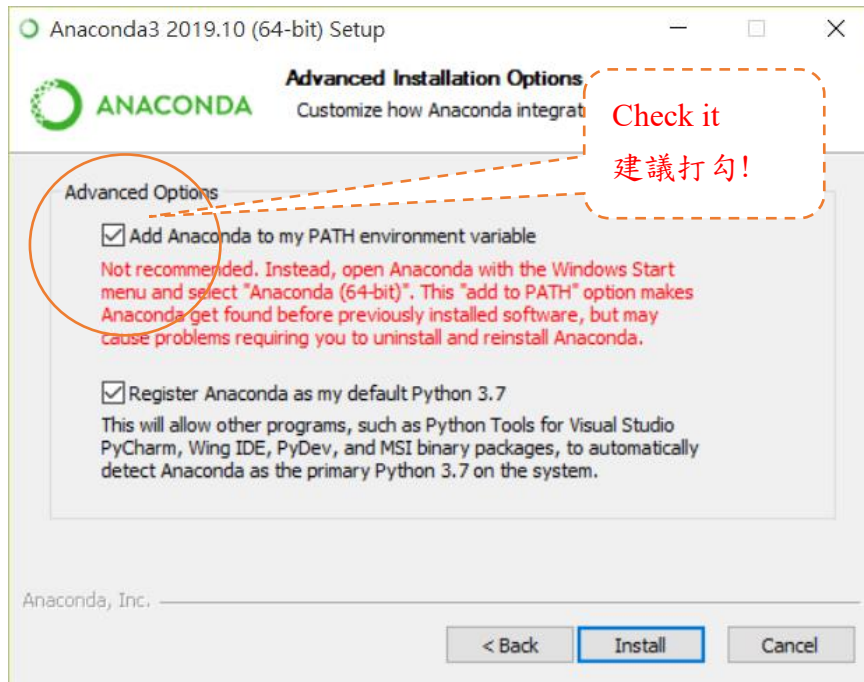 Anaconda3 2019.10 (64-bit) Setup
ANACONDA
Advanced Installation Options
Customize how Anaconda
Check it
建議打勾!
Advanced Options
Add Anaconda to my PATH environment variable
Not recommended. Instead, open Anaconda with the Windows Start
menu and select "Anaconda (64-bit)". This "add to PATH" option makes
Anaconda get found before previously installed software, but may
cause problems requiring you to uninstall and reinstall Anaconda.
Register Anaconda as my default Python 3.7
This will allow other programs, such as Python Tools for Visual Studio
PyCharm, Wing IDE, PyDev, and MSI binary packages, to automatically
detect Anaconda as the primary Python 3.7 on the system.
Anaconda, Inc.
< Back
Install
Cancel